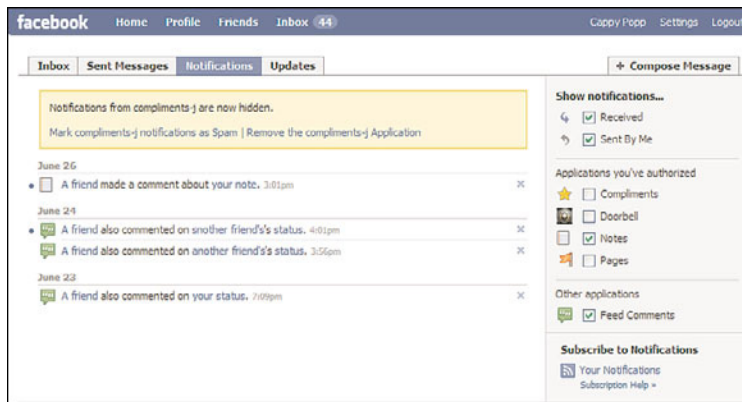 facebook Home Profile Friends Inbox 44 Cappy Popp Settings Logout
Inbox Sent Messages Notifications Updates + Compose Message
Notifications from compliments-j are now hidden.
Mark compliments-j notifications as Spam | Remove the compliments-j Application
June 26
A friend made a comment about your note. 3:01pm
June 24
A friend also commented on snother friend's's status. 4:01pm
A friend also commented on another friend's's status. 3:56pm
June 23
A friend also commented on your status. 7:09pm
Show notifications...
Received
Sent By Me
Applications you've authorized
Compliments
Doorbell
Notes
Pages
Other applications
Feed Comments
Subscribe to Notifications
Your Notifications
Subscription Help »